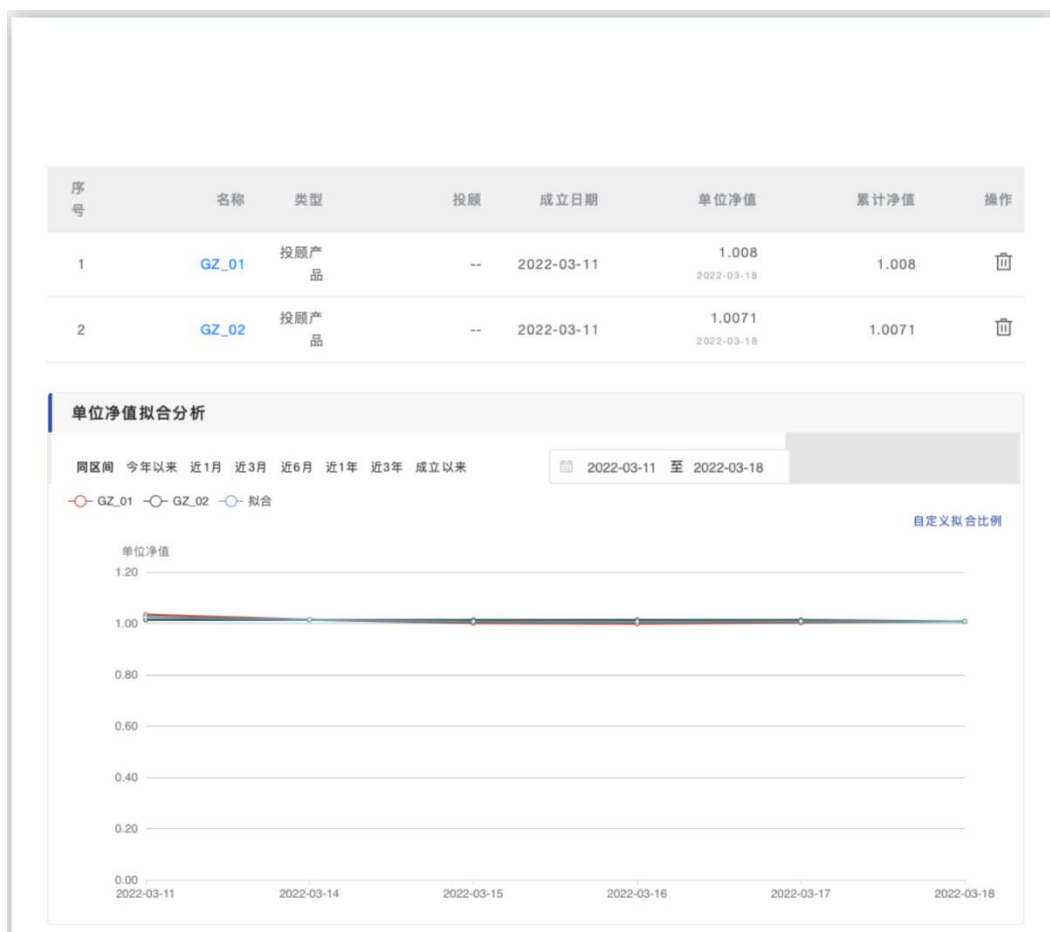 序号 名称 类型 投顾 成立日期 单位净值 累计净值 操作
1 GZ_01 投顾产品 -- 2022-03-11 1.008 1.008
2022-03-18
2 GZ_02 投顾产品 -- 2022-03-11 1.0071 1.0071
2022-03-18
单位净值拟合分析
同区间 今年以来 近1月 近3月 近6月 近1年 近3年 成立以来 2022-03-11 至 2022-03-18
GZ_01 GZ_02 拟合
自定义拟合比例
单位净值
1.20
1.00
0.80
0.60
0.40
0.20
0.00
2022-03-11 2022-03-14 2022-03-15 2022-03-16 2022-03-17 2022-03-18